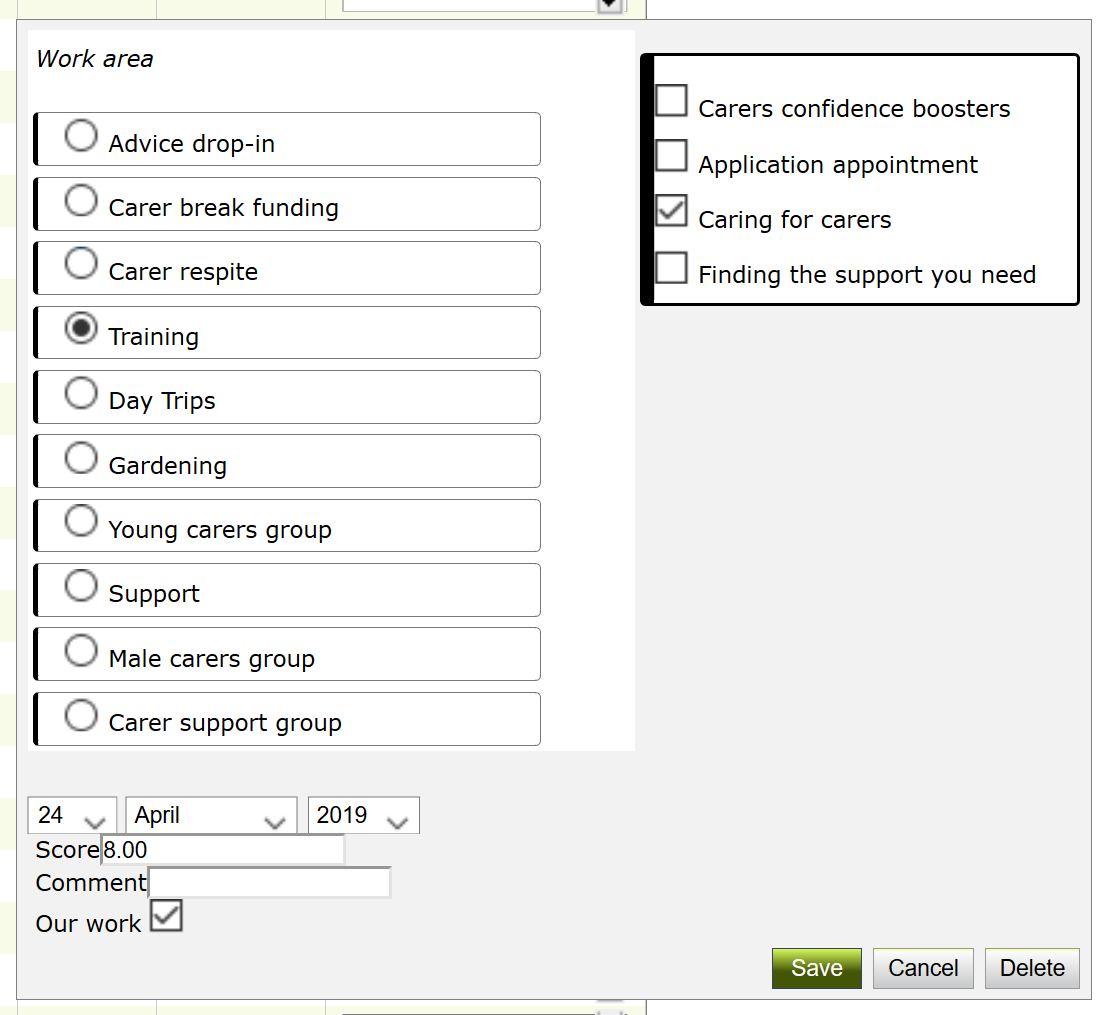 Work area
Advice drop-in
Carer break funding
Carer respite
Training
Day Trips
Gardening
Young carers group
Support
Male carers group
Carer support group
Carers confidence boosters
Application appointment
Caring for carers
Finding the support you need
24 April 2019
Score 8.00
Comment
Our work
Save Cancel Delete